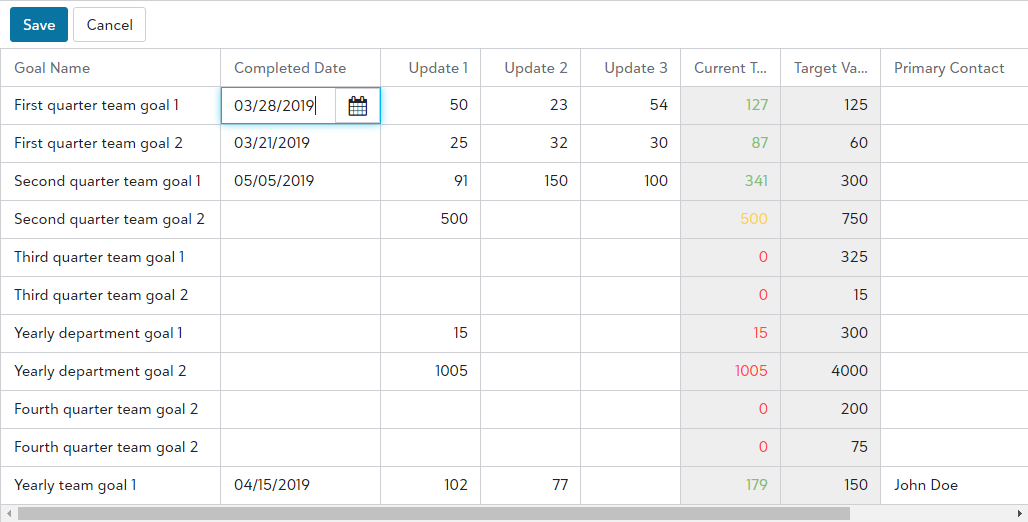 Save Cancel
Goal Name Completed Date Update 1 Update 2 Update 3 Current T... Target Va... Primary Contact
First quarter team goal 1 03/28/2019 50 23 54 127 125
First quarter team goal 2 03/21/2019 25 32 30 87 60
Second quarter team goal 1 05/05/2019 91 150 100 341 300
Second quarter team goal 2 500 500 750
Third quarter team goal 1 0 325
Third quarter team goal 2 0 15
Yearly department goal 1 15 15 300
Yearly department goal 2 1005 1005 4000
Fourth quarter team goal 2 0 200
Fourth quarter team goal 2 0 75
Yearly team goal 1 04/15/2019 102 77 179 150 John Doe